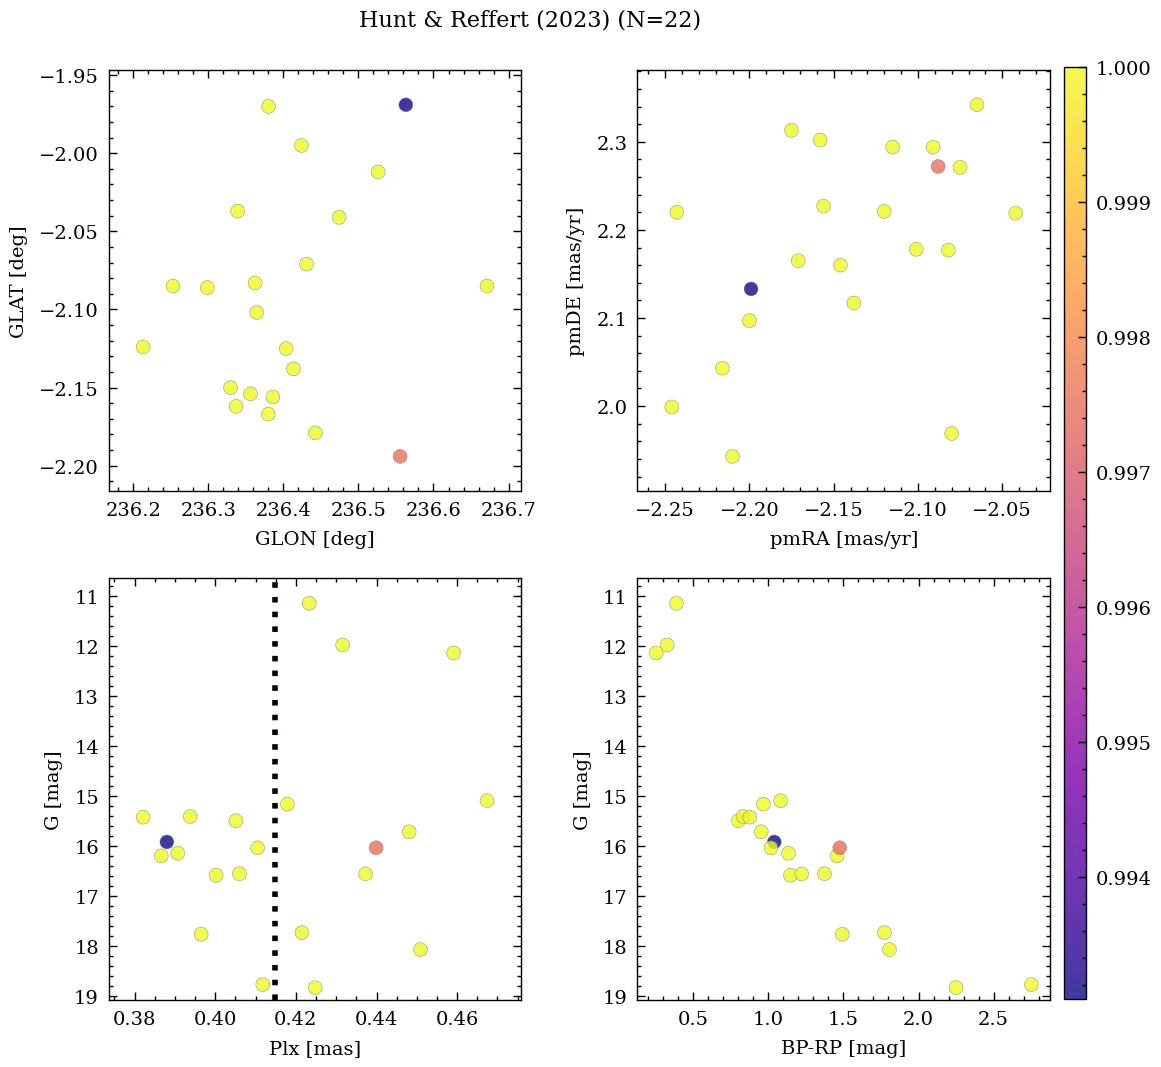 Hunt & Reffert (2023) (N=22)
−1.95
−2.00
−2.05
−2.10
−2.15
−2.20
GLAT [deg]
236.2 236.3 236.4 236.5 236.6 236.7
GLON [deg]
2.3
2.2
2.1
2.0
pmDE [mas/yr]
−2.25 −2.20 −2.15 −2.10 −2.05
pmRA [mas/yr]
11
12
13
14
15
16
17
18
19
G [mag]
0.38 0.40 0.42 0.44 0.46
Plx [mas]
11
12
13
14
15
16
17
18
19
G [mag]
0.5 1.0 1.5 2.0 2.5
BP-RP [mag]
1.000
0.999
0.998
0.997
0.996
0.995
0.994